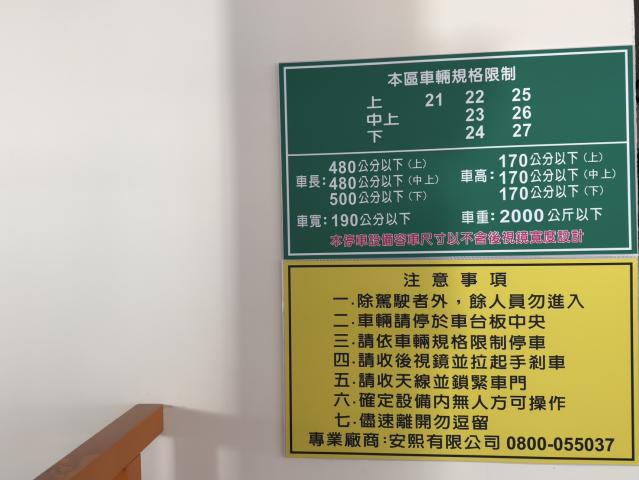 本區車輛規格限制
上 21 22 25
中上 23 26
下 24 27
車長：480公分以下（上）
480公分以下（中上）
500公分以下（下）
車高：170公分以下（上）
170公分以下（中上）
170公分以下（下）
車寬：190公分以下
車重：2000公斤以下
本停車設備容車尺寸以不含後視鏡寬度設計
注意事項
一.除駕駛者外，餘人員勿進入
二.車輛請停於車台板中央
三.請依車輛規格限制停車
四.請收後視鏡並拉起手剎車
五.請收天線並鎖緊車門
六.確定設備內無人方可操作
七.儘速離開勿逗留
專業廠商：安熙有限公司 0800-055037